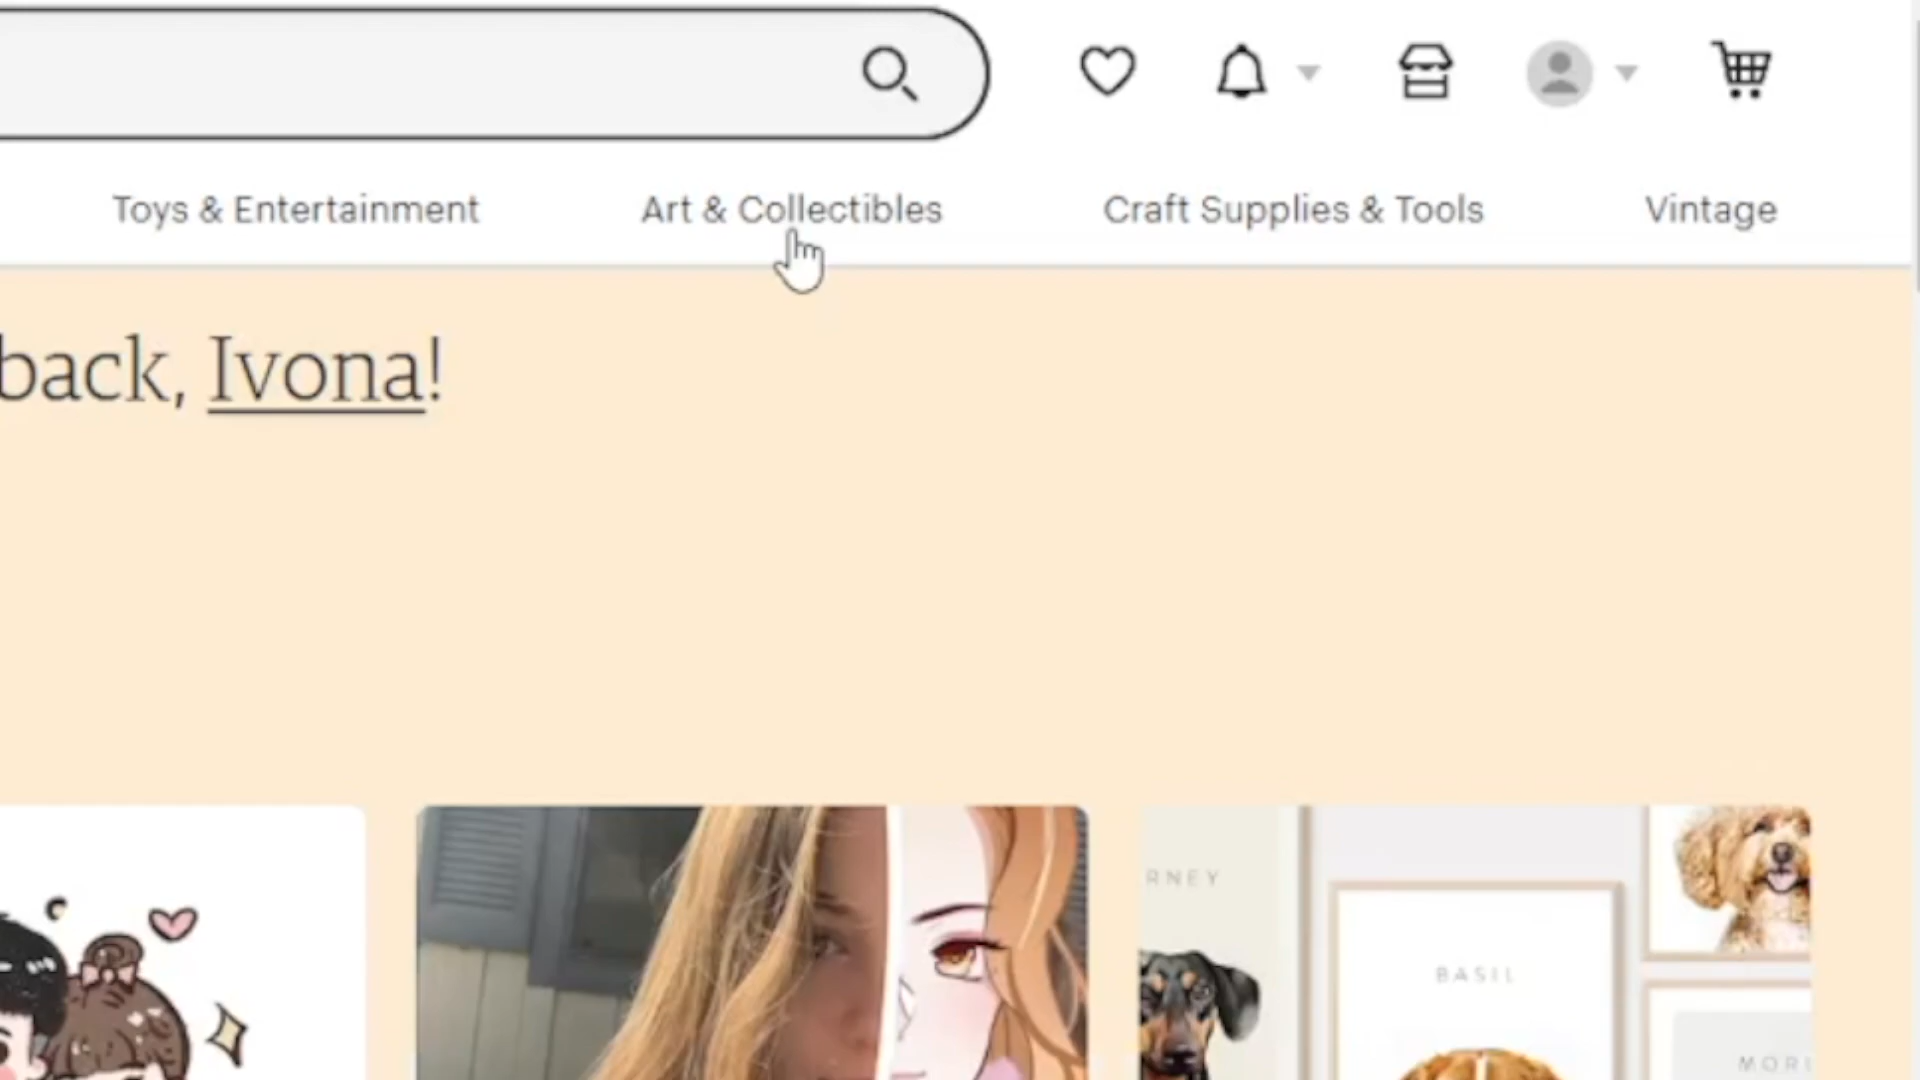 Toys & Entertainment Art & Collectibles Craft Supplies & Tools Vintage
back, Ivona!
RNEY
BASIL
MORI